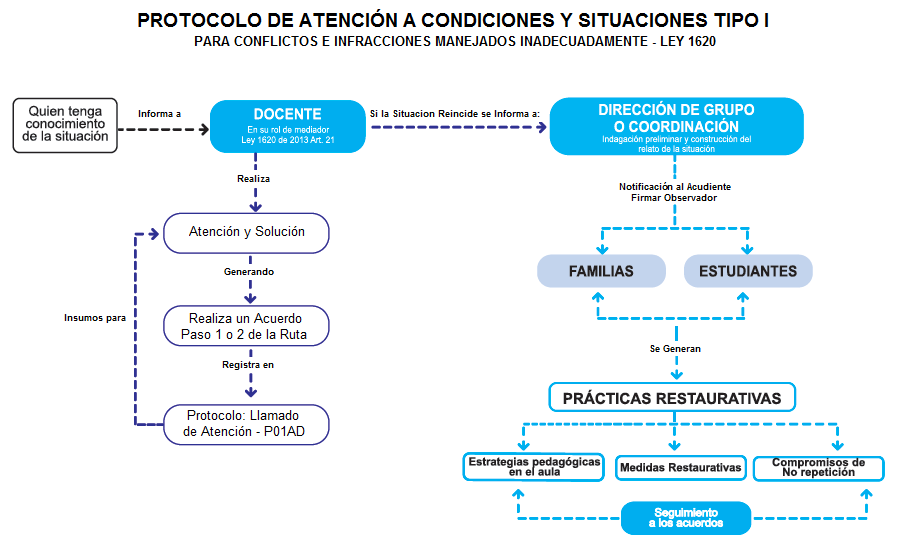 PROTOCOLO DE ATENCIÓN A CONDICIONES Y SITUACIONES TIPO I
PARA CONFLICTOS E INFRACCIONES MANEJADOS INADECUADAMENTE - LEY 1620
Quien tenga
conocimiento
de la situación
Informa a
DOCENTE
En su rol de mediador
Ley 1620 de 2013 Art. 21
Si la Situacion Reincide se Informa a:
DIRECCIÓN DE GRUPO
O COORDINACIÓN
Indagación preliminar y construcción del
relato de la situación
Realiza
Atención y Solución
Generando
Insumos para
Realiza un Acuerdo
Paso 1 o 2 de la Ruta
Registra en
Protocolo: Llamado
de Atención - P01AD
Notificación al Acudiente
Firmar Observador
FAMILIAS
ESTUDIANTES
Se Generan
PRÁCTICAS RESTAURATIVAS
Estrategias pedagógicas
en el aula
Medidas Restaurativas
Compromisos de
No repetición
Seguimiento
a los acuerdos